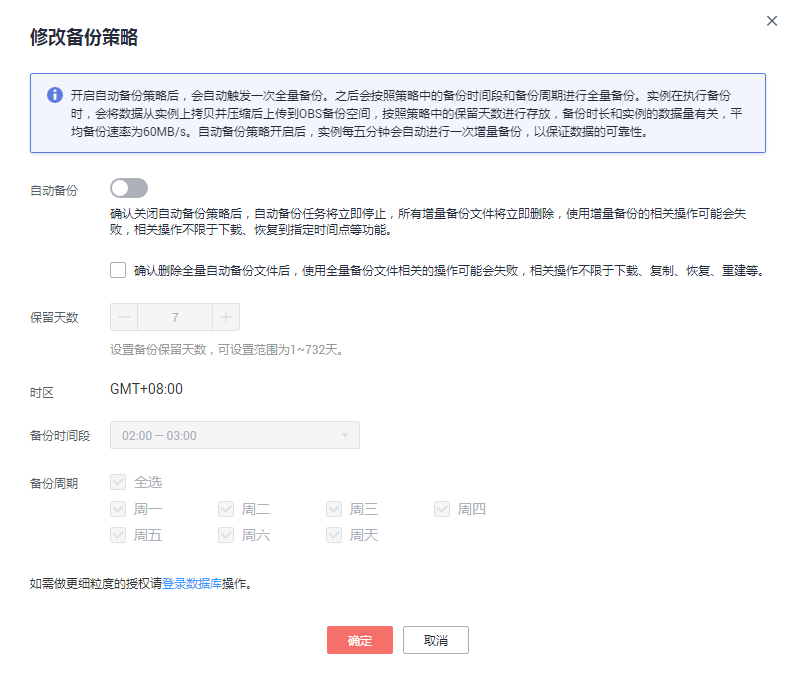 修改备份策略
开启自动备份策略后，会自动触发一次全量备份。之后会按照策略中的备份时间段和备份周期进行全量备份。实例在执行备份
时，会将数据从实例上拷贝并压缩后上传到OBS备份空间，按照策略中的保留天数进行存放，备份时长和实例的数据量有关，平
均备份速率为60MB/s。自动备份策略开启后，实例每五分钟会自动进行一次增量备份，以保证数据的可靠性。
自动备份
确认关闭自动备份策略后，自动备份任务将立即停止，所有增量备份文件将立即删除，使用增量备份的相关操作可能会失
败，相关操作不限于下载、恢复到指定时间点等功能。
确认删除全量自动备份文件后，使用全量备份文件相关的操作可能会失败，相关操作不限于下载、复制、恢复、重建等。
保留天数 7
设置备份保留天数，可设置范围为1~732天。
时区 GMT+08:00
备份时间段 02:00 — 03:00
备份周期 全选
周一 周二 周三 周四
周五 周六 周天
如需做更细粒度的授权请登录数据库操作。
确定 取消